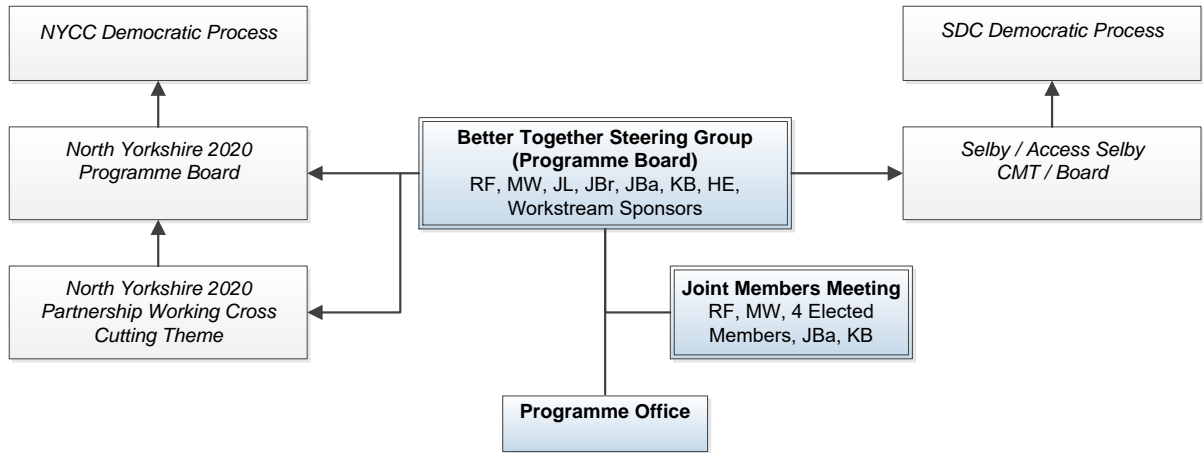 NYCC Democratic Process
SDC Democratic Process
North Yorkshire 2020
Programme Board
Better Together Steering Group
(Programme Board)
RF, MW, JL, JBr, JBa, KB, HE,
Workstream Sponsors
Selby / Access Selby
CMT / Board
North Yorkshire 2020
Partnership Working Cross
Cutting Theme
Joint Members Meeting
RF, MW, 4 Elected
Members, JBa, KB
Programme Office